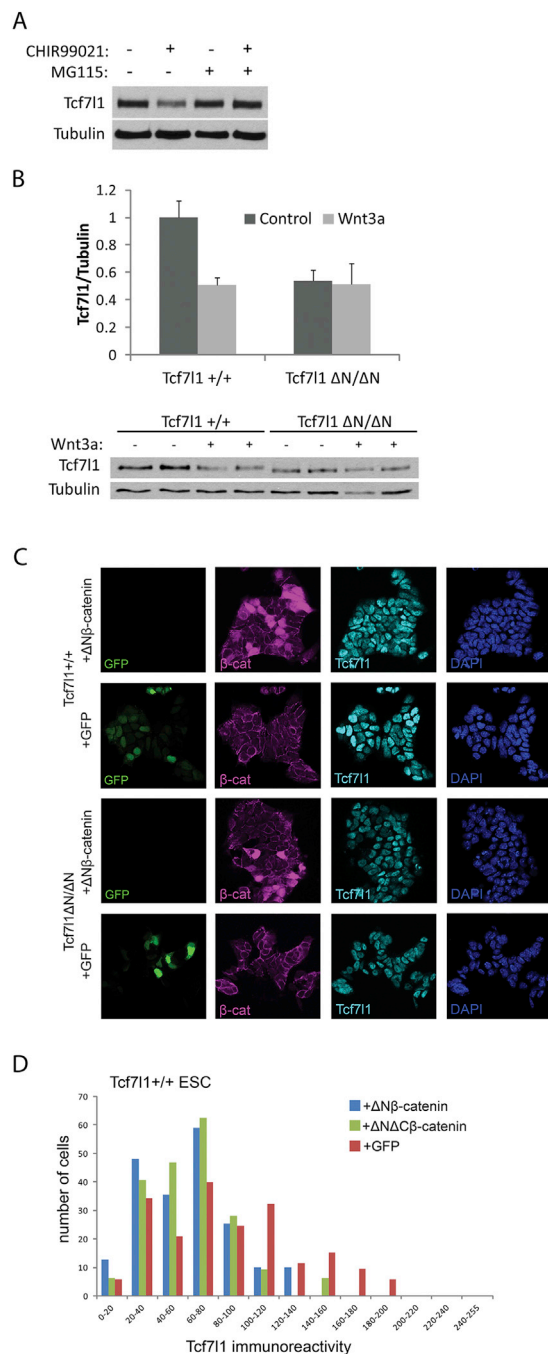 A
CHIR99021: - + - +
MG115: - - + +
Tcf7l1
Tubulin
B
1.2
1
0.8
0.6
0.4
0.2
0
Tcf7l1/Tubulin
Control
Wnt3a
Tcf7l1 +/+
Tcf7l1 ΔN/ΔN
Tcf7l1 +/+
Tcf7l1 ΔN/ΔN
Wnt3a: - - + + - - + +
Tcf7l1
Tubulin
C
Tcf7l1+/+
+ΔNβ-catenin
GFP
β-cat
Tcf7l1
DAPI
+GFP
GFP
β-cat
Tcf7l1
DAPI
Tcf7l1ΔN/ΔN
+ΔNβ-catenin
GFP
β-cat
Tcf7l1
DAPI
+GFP
GFP
β-cat
Tcf7l1
DAPI
D
Tcf7l1+/+ ESC
+ΔNβ-catenin
+ΔNΔCβ-catenin
+GFP
number of cells
70
60
50
40
30
20
10
0
0-20
20-40
40-60
60-80
80-100
100-120
120-140
140-160
160-180
180-200
200-220
220-240
240-255
Tcf7l1 immunoreactivity